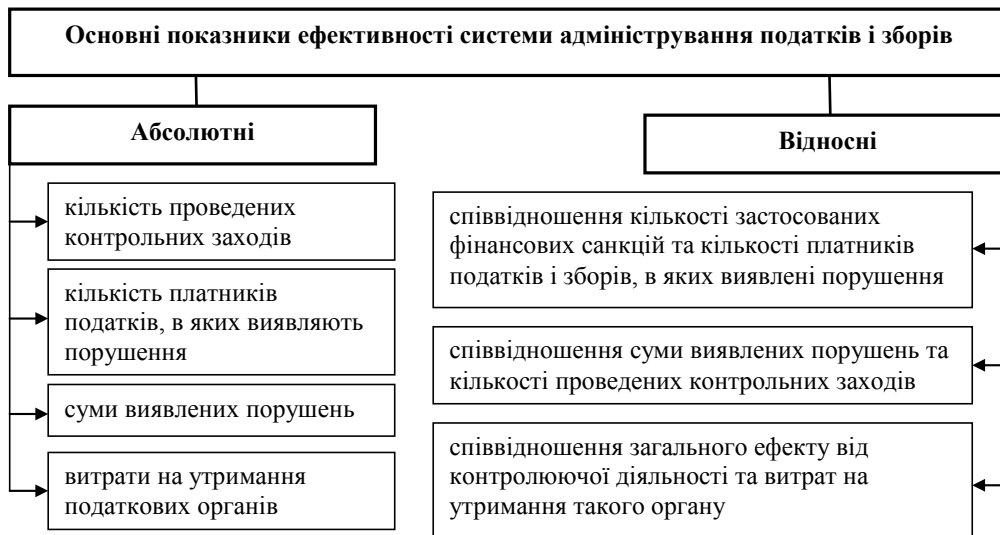 Основні показники ефективності системи адміністрування податків і зборів
Абсолютні
кількість проведених
контрольних заходів
кількість платників
податків, в яких виявляють
порушення
суми виявлених порушень
витрати на утримання
податкових органів
Відносні
співвідношення кількості застосованих
фінансових санкцій та кількості платників
податків і зборів, в яких виявлені порушення
співвідношення суми виявлених порушень та
кількості проведених контрольних заходів
співвідношення загального ефекту від
контролюючої діяльності та витрат на
утримання такого органу